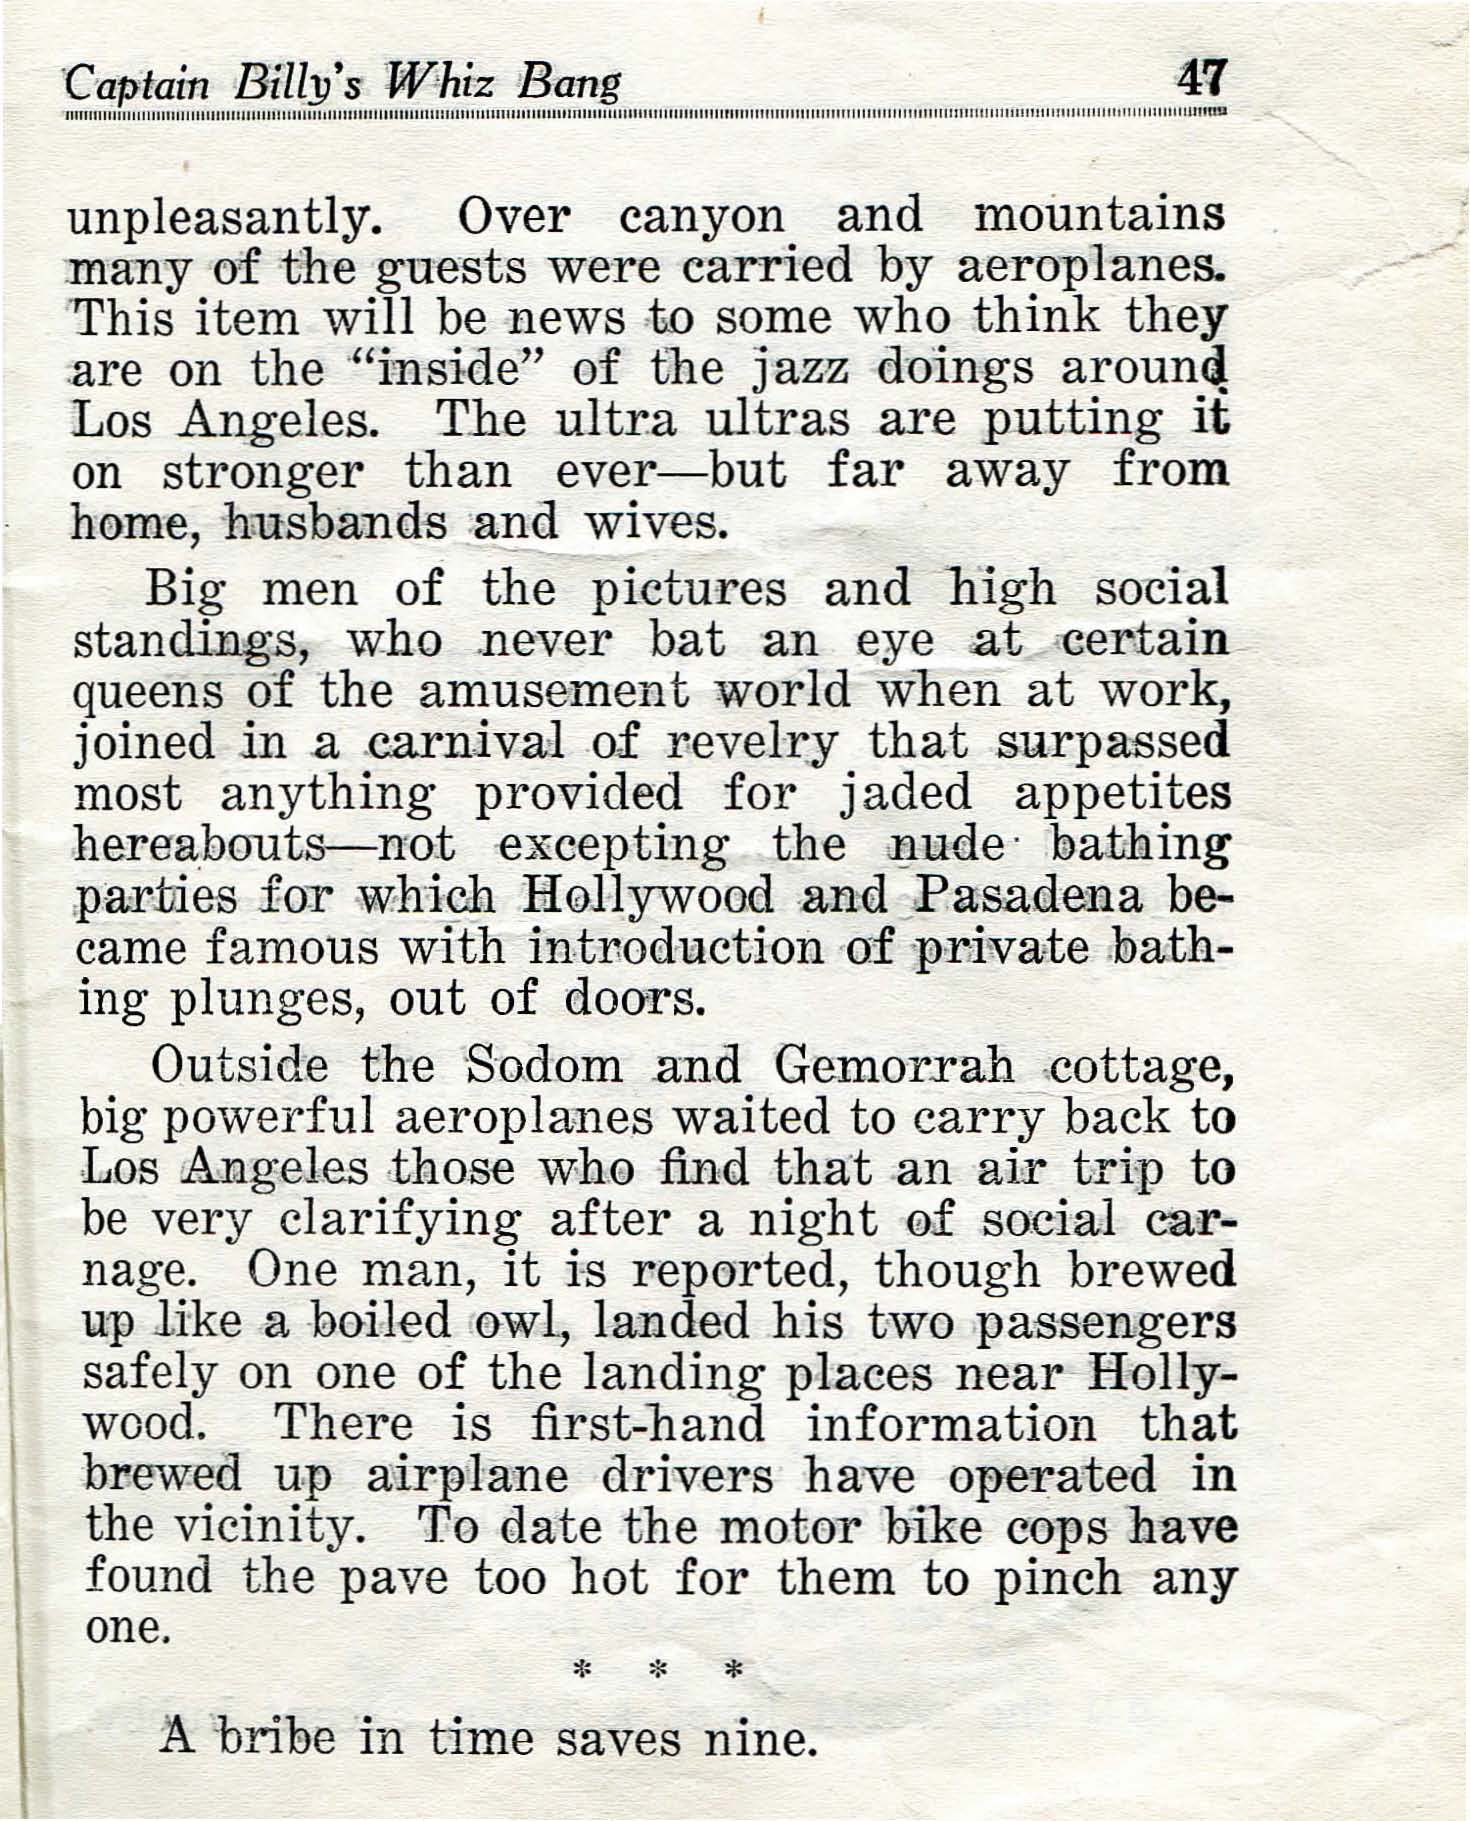 Captain Billy's Whiz Bang 47
unpleasantly. Over canyon and mountains
many of the guests were carried by aeroplanes.
This item will be news to some who think they
are on the "inside" of the jazz doings around
Los Angeles. The ultra ultras are putting it
on stronger than ever—but far away from
home, husbands and wives.
Big men of the pictures and high social
standings, who never bat an eye at certain
queens of the amusement world when at work,
joined in a carnival of revelry that surpassed
most anything provided for jaded appetites
hereabouts—not excepting the nude bathing
parties for which Hollywood and Pasadena be-
came famous with introduction of private bath-
ing plunges, out of doors.
Outside the Sodom and Gemorrah cottage,
big powerful aeroplanes waited to carry back to
Los Angeles those who find that an air trip to
be very clarifying after a night of social car-
nage. One man, it is reported, though brewed
up like a boiled owl, landed his two passengers
safely on one of the landing places near Holly-
wood. There is first-hand information that
brewed up airplane drivers have operated in
the vicinity. To date the motor bike cops have
found the pave too hot for them to pinch any
one.
* * *
A bribe in time saves nine.